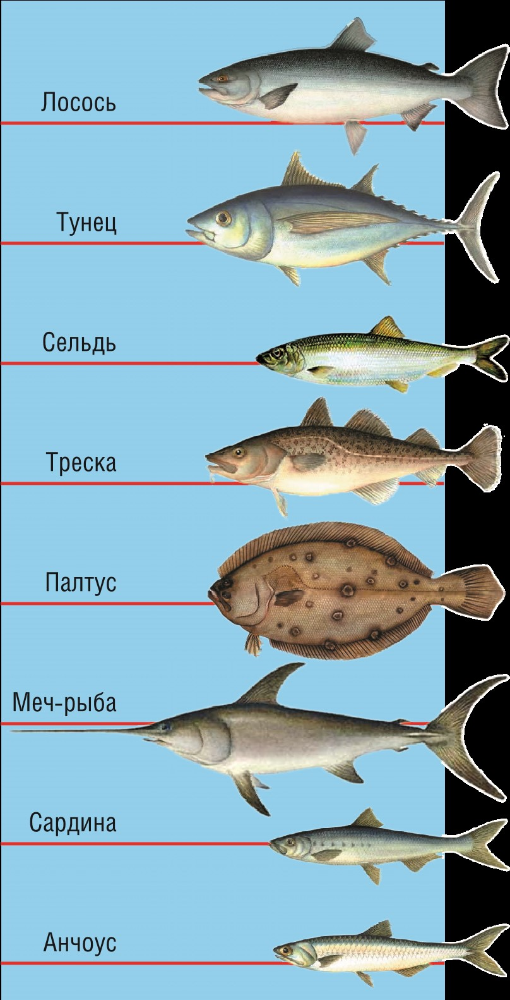 Лосось
Тунец
Сельдь
Треска
Палтус
Меч-рыба
Сардина
Анчоус